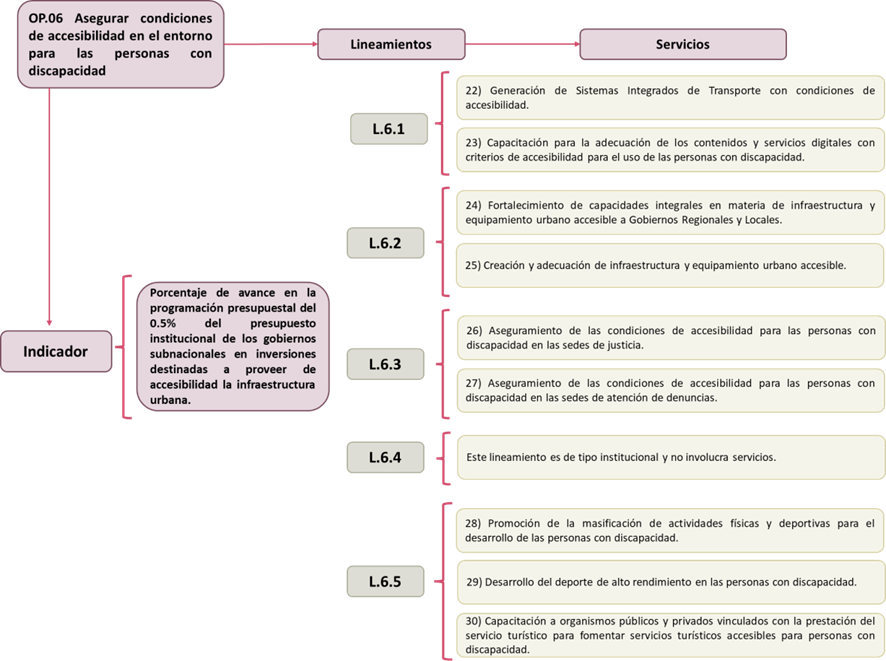 OP.06 Asegurar condiciones
de accesibilidad en el entorno
para las personas con
discapacidad
Lineamientos
Servicios
L.6.1
22) Generación de Sistemas Integrados de Transporte con condiciones de
accesibilidad.
23) Capacitación para la adecuación de los contenidos y servicios digitales con
criterios de accesibilidad para el uso de las personas con discapacidad.
L.6.2
24) Fortalecimiento de capacidades integrales en materia de infraestructura y
equipamiento urbano accesible a Gobiernos Regionales y Locales.
25) Creación y adecuación de infraestructura y equipamiento urbano accesible.
Indicador
Porcentaje de avance en la
programación presupuestal del
0.5% del presupuesto
institucional de los gobiernos
subnacionales en inversiones
destinadas a proveer de
accesibilidad la infraestructura
urbana.
L.6.3
26) Aseguramiento de las condiciones de accesibilidad para las personas con
discapacidad en las sedes de justicia.
27) Aseguramiento de las condiciones de accesibilidad para las personas con
discapacidad en las sedes de atención de denuncias.
L.6.4
Este lineamiento es de tipo institucional y no involucra servicios.
L.6.5
28) Promoción de la masificación de actividades físicas y deportivas para el
desarrollo de las personas con discapacidad.
29) Desarrollo del deporte de alto rendimiento en las personas con discapacidad.
30) Capacitación a organismos públicos y privados vinculados con la prestación del
servicio turístico para fomentar servicios turísticos accesibles para personas con
discapacidad.